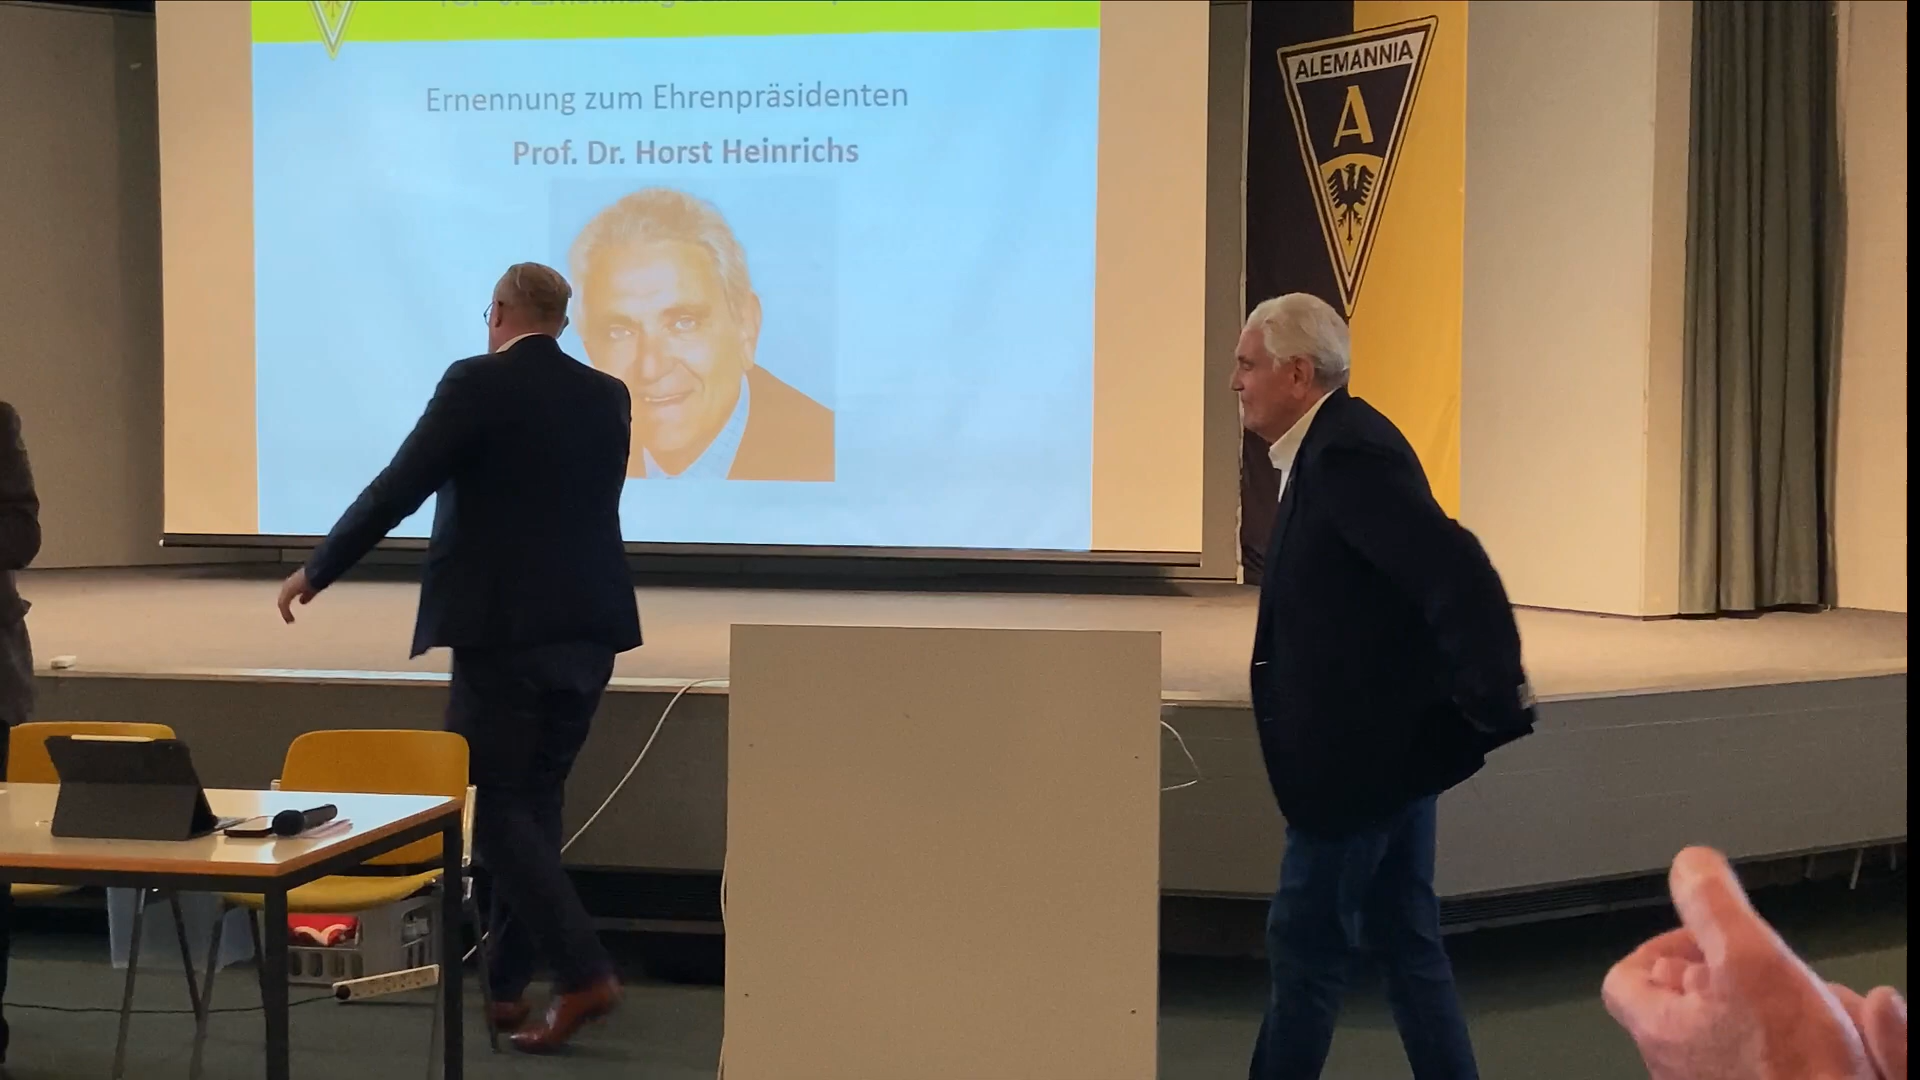 Ernennung zum Ehrenpräsidenten
Prof. Dr. Horst Heinrichs
ALEMANNIA
A